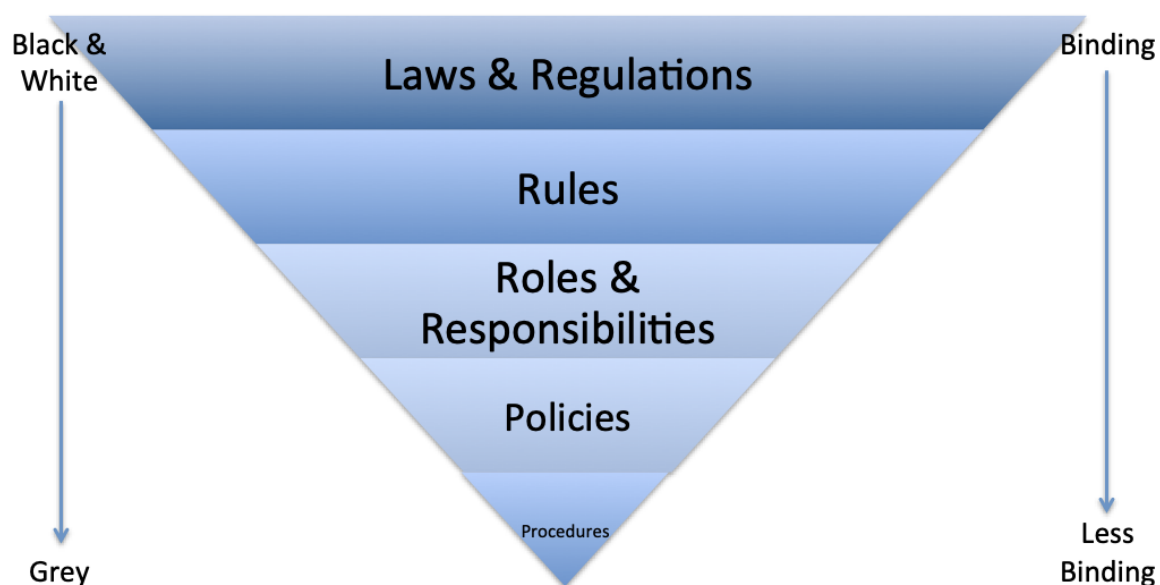 Black &
White
Laws & Regulations
Binding
Rules
Roles &
Responsibilities
Policies
Procedures
Grey
Less
Binding